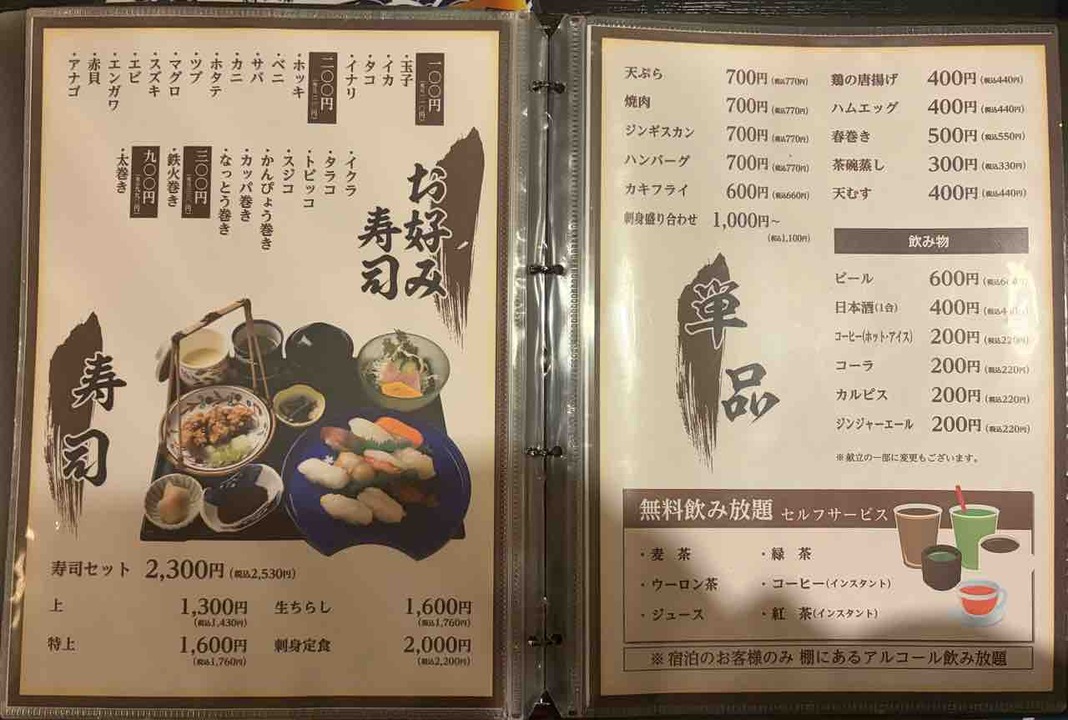 お好み
寿司
一〇〇円
・玉子
・イカ
・タコ
・イナリ
二〇〇円
・ホッキ
・ベニ
・サバ
・カニ
・ホタテ
・ツブ
・マグロ
・スズキ
・エビ
・エンガワ
・赤貝
・アナゴ
・イクラ
・タラコ
・トビッコ
・スジコ
・かんぴょう巻き
・カッパ巻き
・なっとう巻き
三〇〇円
・鉄火巻き
九〇〇円
・太巻き
寿司
寿司セット 2,300円(税込2,530円)
上 1,300円
(税込1,430円)
生ちらし 1,600円
(税込1,760円)
特上 1,600円
(税込1,760円)
刺身定食 2,000円
(税込2,200円)
天ぷら 700円(税込770円)
焼肉 700円(税込770円)
ジンギスカン 700円(税込770円)
ハンバーグ 700円(税込770円)
カキフライ 600円(税込660円)
刺身盛り合わせ 1,000円~
(税込1,100円)
単品
鶏の唐揚げ 400円(税込440円)
ハムエッグ 400円(税込440円)
春巻き 500円(税込550円)
茶碗蒸し 300円(税込330円)
天むす 400円(税込440円)
飲み物
ビール 600円
日本酒(1合) 400円
コーヒー(ホット・アイス) 200円(税込220円)
コーラ 200円(税込220円)
カルピス 200円(税込220円)
ジンジャーエール 200円(税込220円)
※献立の一部に変更もございます。
無料飲み放題 セルフサービス
・麦 茶 ・緑 茶
・ウーロン茶 ・コーヒー(インスタント)
・ジュース ・紅 茶(インスタント)
※宿泊のお客様のみ 棚にあるアルコール飲み放題